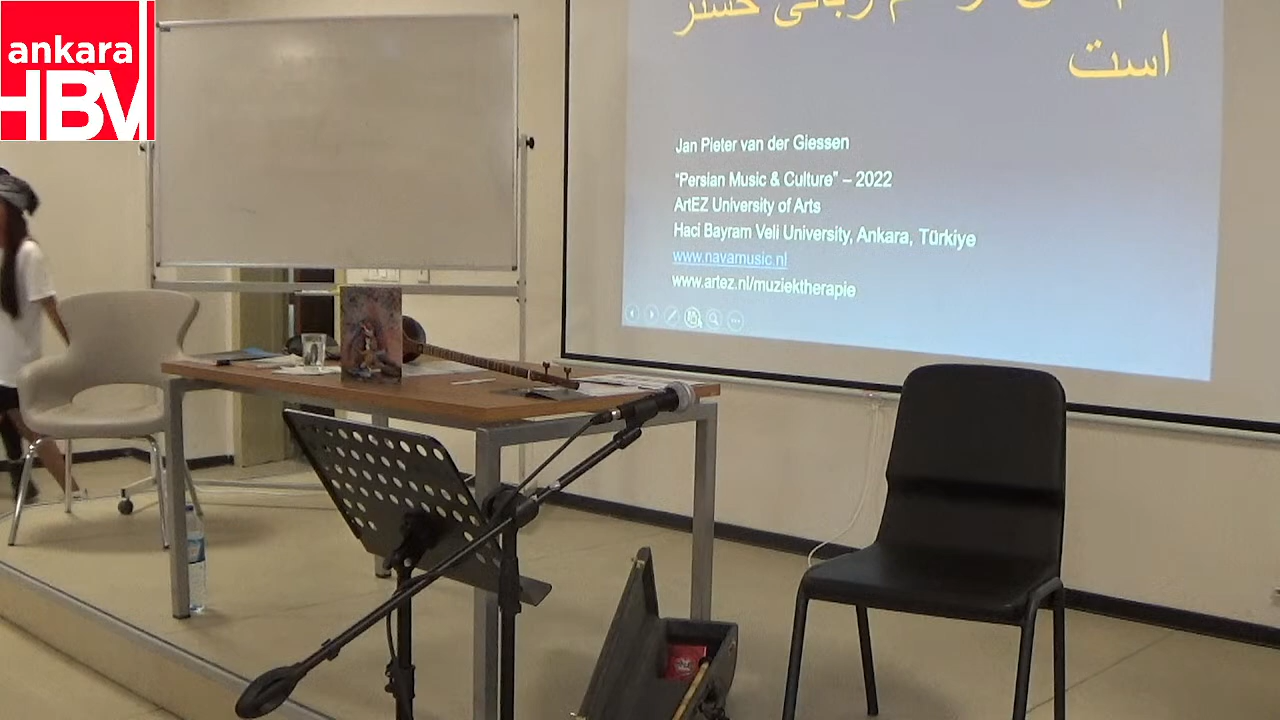 ankara
HBV
است
Jan Pieter van der Giessen
"Persian Music & Culture" – 2022
ArtEZ University of Arts
Haci Bayram Veli University, Ankara, Türkiye
www.navamusic.nl
www.artez.nl/muziektherapie